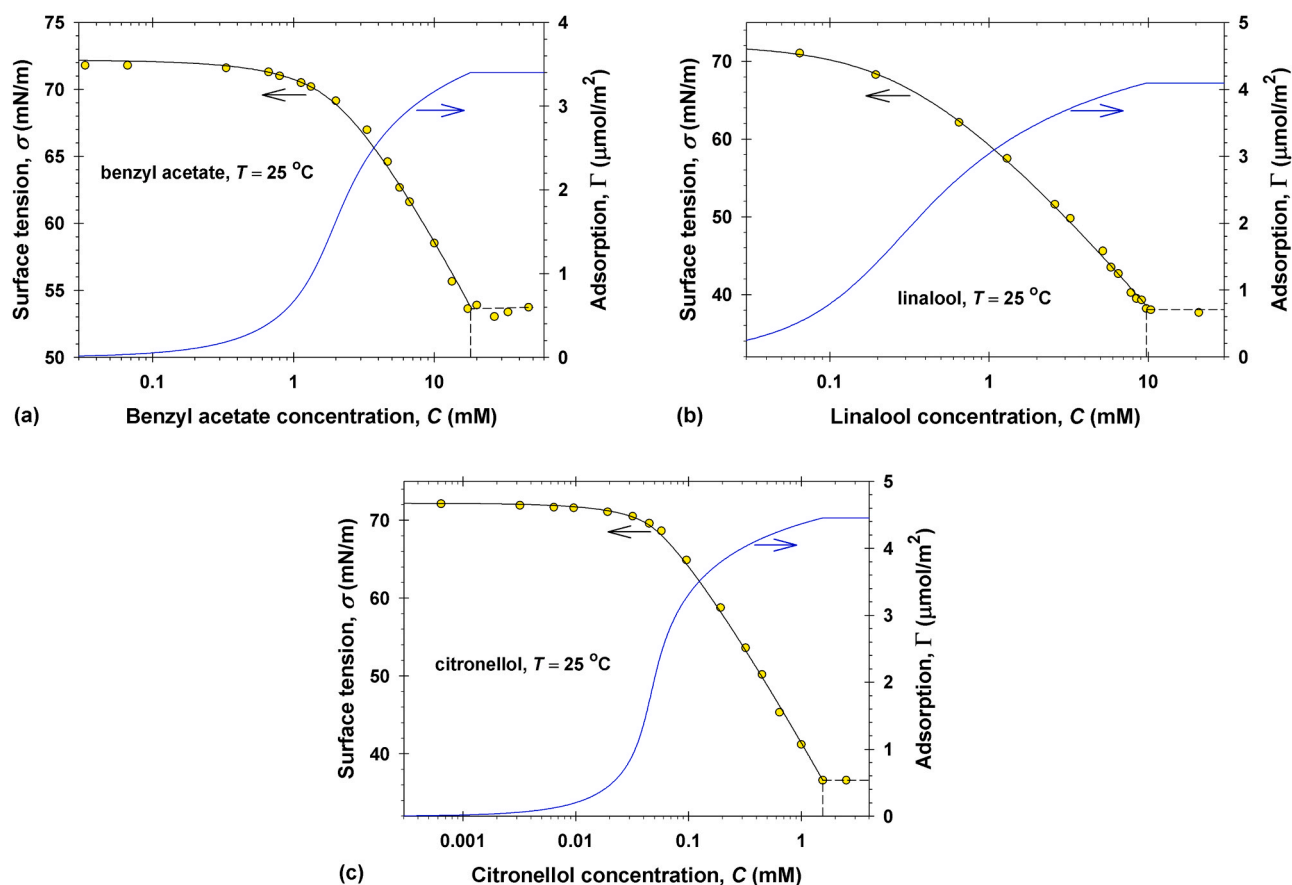 75
70
65
60
55
50
Surface tension, σ (mN/m)
benzyl acetate, T = 25 °C
4
3
2
1
0
Adsorption, Γ (μmol/m²)
0.1
1
10
(a)
Benzyl acetate concentration, C (mM)
70
60
50
40
Surface tension, σ (mN/m)
linalool, T = 25 °C
5
4
3
2
1
0
Adsorption, Γ (μmol/m²)
0.1
1
10
(b)
Linalool concentration, C (mM)
70
60
50
40
Surface tension, σ (mN/m)
citronellol, T = 25 °C
5
4
3
2
1
0
Adsorption, Γ (μmol/m²)
0.001
0.01
0.1
1
(c)
Citronellol concentration, C (mM)